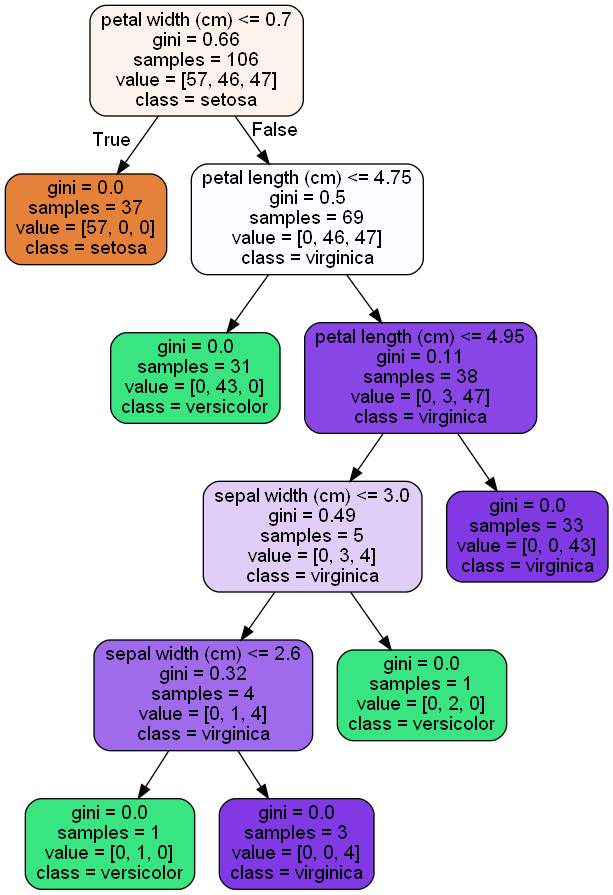 petal width (cm) <= 0.7
gini = 0.66
samples = 106
value = [57, 46, 47]
class = setosa
True
False
gini = 0.0
samples = 37
value = [57, 0, 0]
class = setosa
petal length (cm) <= 4.75
gini = 0.5
samples = 69
value = [0, 46, 47]
class = virginica
gini = 0.0
samples = 31
value = [0, 43, 0]
class = versicolor
petal length (cm) <= 4.95
gini = 0.11
samples = 38
value = [0, 3, 47]
class = virginica
sepal width (cm) <= 3.0
gini = 0.49
samples = 5
value = [0, 3, 4]
class = virginica
gini = 0.0
samples = 33
value = [0, 0, 43]
class = virginica
sepal width (cm) <= 2.6
gini = 0.32
samples = 4
value = [0, 1, 4]
class = virginica
gini = 0.0
samples = 1
value = [0, 2, 0]
class = versicolor
gini = 0.0
samples = 1
value = [0, 1, 0]
class = versicolor
gini = 0.0
samples = 3
value = [0, 0, 4]
class = virginica